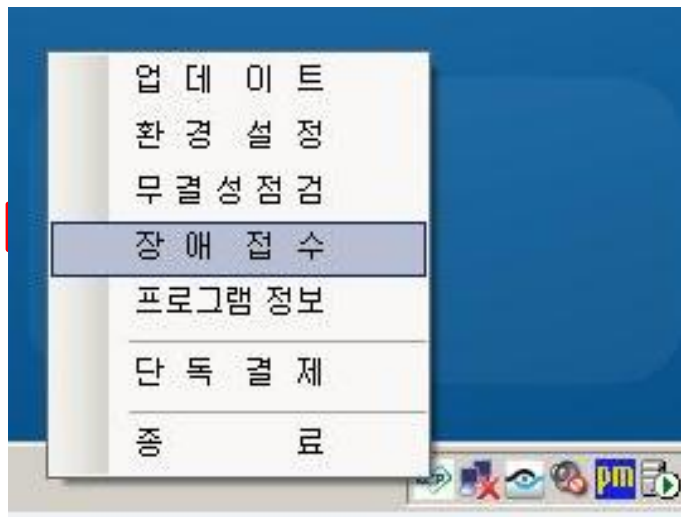 업 데 이 트
환 경 설 정
무결성점검
장 애 접 수
프로그램 정보
단 독 결 제
종 료
pm